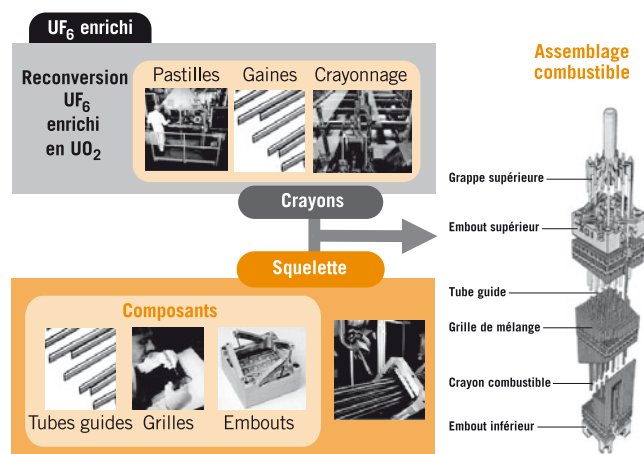 UF₆ enrichi
Reconversion
UF₆
enrichi
en UO₂
Pastilles
Gaines
Crayonnage
Crayons
Squelette
Composants
Tubes guides
Grilles
Embouts
Assemblage
combustible
Grappe supérieure
Embout supérieur
Tube guide
Grille de mélange
Crayon combustible
Embout inférieur